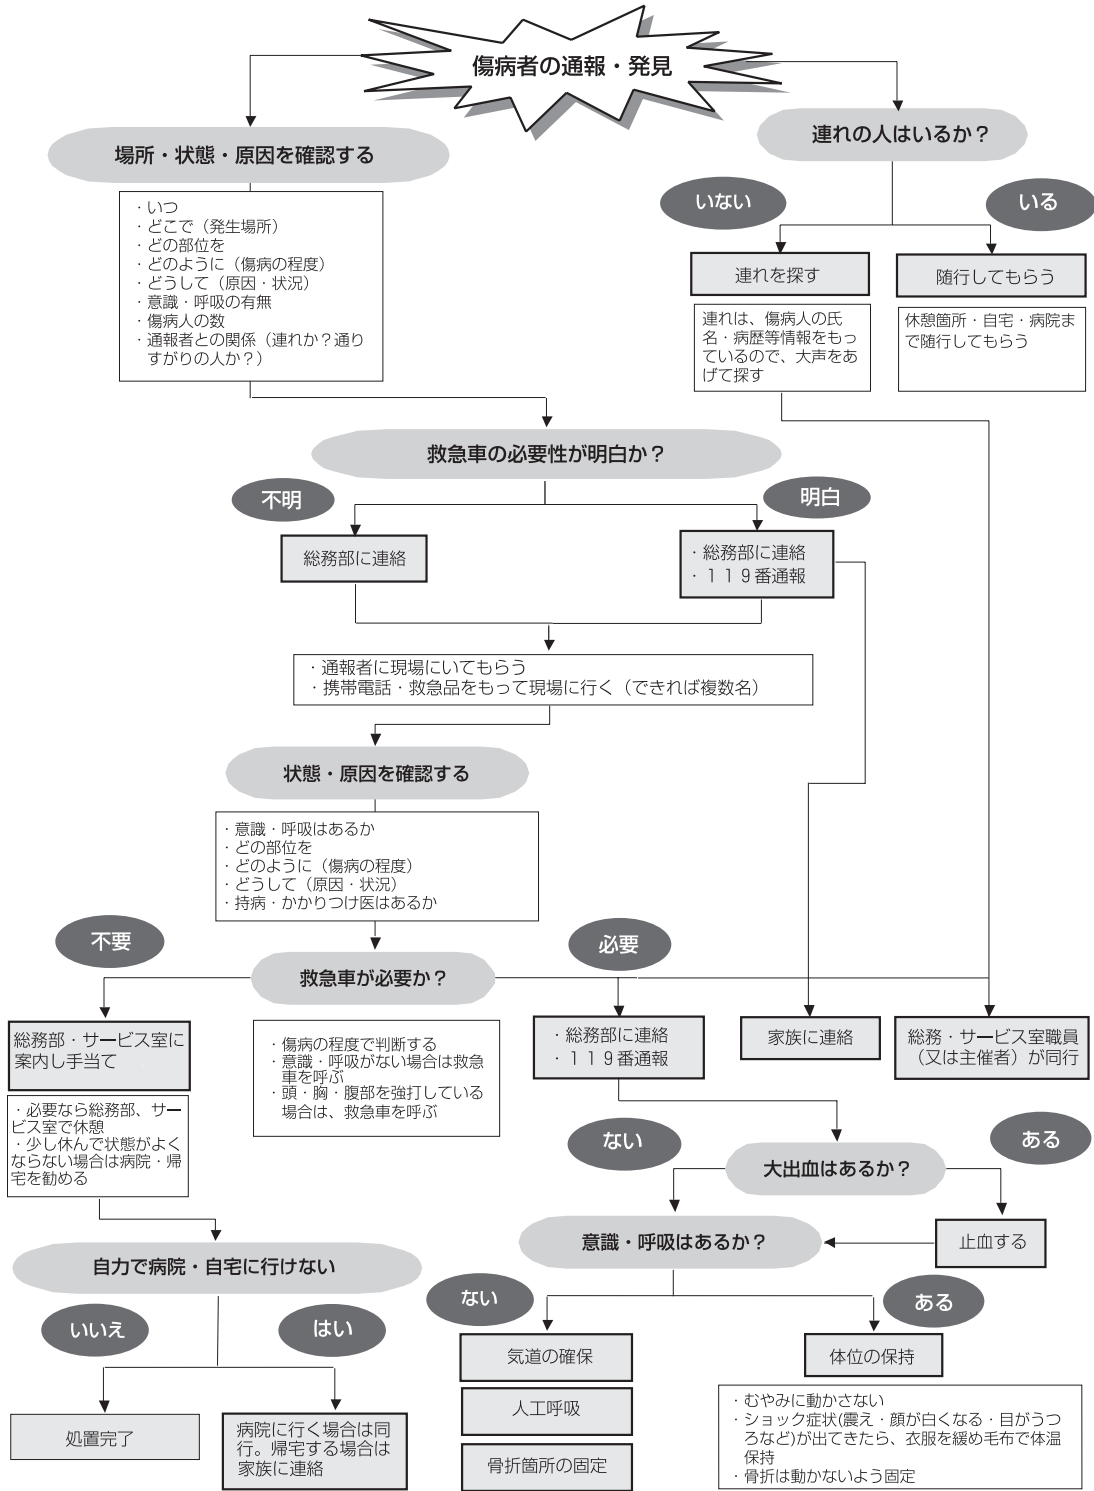 傷病者の通報・発見
場所・状態・原因を確認する
連れの人はいるか？
・いつ
・どこで（発生場所）
・どの部位を
・どのように（傷病の程度）
・どうして（原因・状況）
・意識・呼吸の有無
・傷病人の数
・通報者との関係（連れか？通り
すがりの人か？）
いない
いる
連れを探す
随行してもらう
連れは、傷病人の氏
名・病歴等情報をもっ
ているので、大声をあ
げて探す
休憩箇所・自宅・病院ま
で随行してもらう
救急車の必要性が明白か？
不明
明白
総務部に連絡
・総務部に連絡
・１１９番通報
・通報者に現場にいてもらう
・携帯電話・救急品をもって現場に行く（できれば複数名）
状態・原因を確認する
・意識・呼吸はあるか
・どの部位を
・どのように（傷病の程度）
・どうして（原因・状況）
・持病・かかりつけ医はあるか
不要
必要
救急車が必要か？
総務部・サービス室に
案内し手当て
・傷病の程度で判断する
・意識・呼吸がない場合は救急
車を呼ぶ
・頭・胸・腹部を強打している
場合は、救急車を呼ぶ
・総務部に連絡
・１１９番通報
家族に連絡
総務・サービス室職員
（又は主催者）が同行
・必要なら総務部、サー
ビス室で休憩
・少し休んで状態がよく
ならない場合は病院・帰
宅を勧める
ない
ある
大出血はあるか？
自力で病院・自宅に行けない
意識・呼吸はあるか？
止血する
いいえ
はい
ない
ある
処置完了
病院に行く場合は同
行。帰宅する場合は
家族に連絡
気道の確保
人工呼吸
骨折箇所の固定
体位の保持
・むやみに動かさない
・ショック症状(震え・顔が白くなる・目がうつ
ろなど)が出てきたら、衣服を緩め毛布で体温
保持
・骨折は動かないよう固定